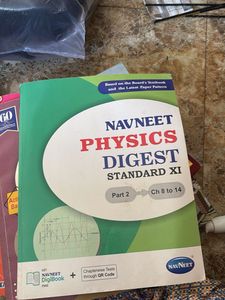 Based on the Board's Textbook
and the Latest Paper Pattern
NAVNEET
PHYSICS
DIGEST
STANDARD XI
Part 2
Ch 8 to 14
NAVNEET
DigiBook
+
Chapterwise Tests
through QR Code
NAVNEET